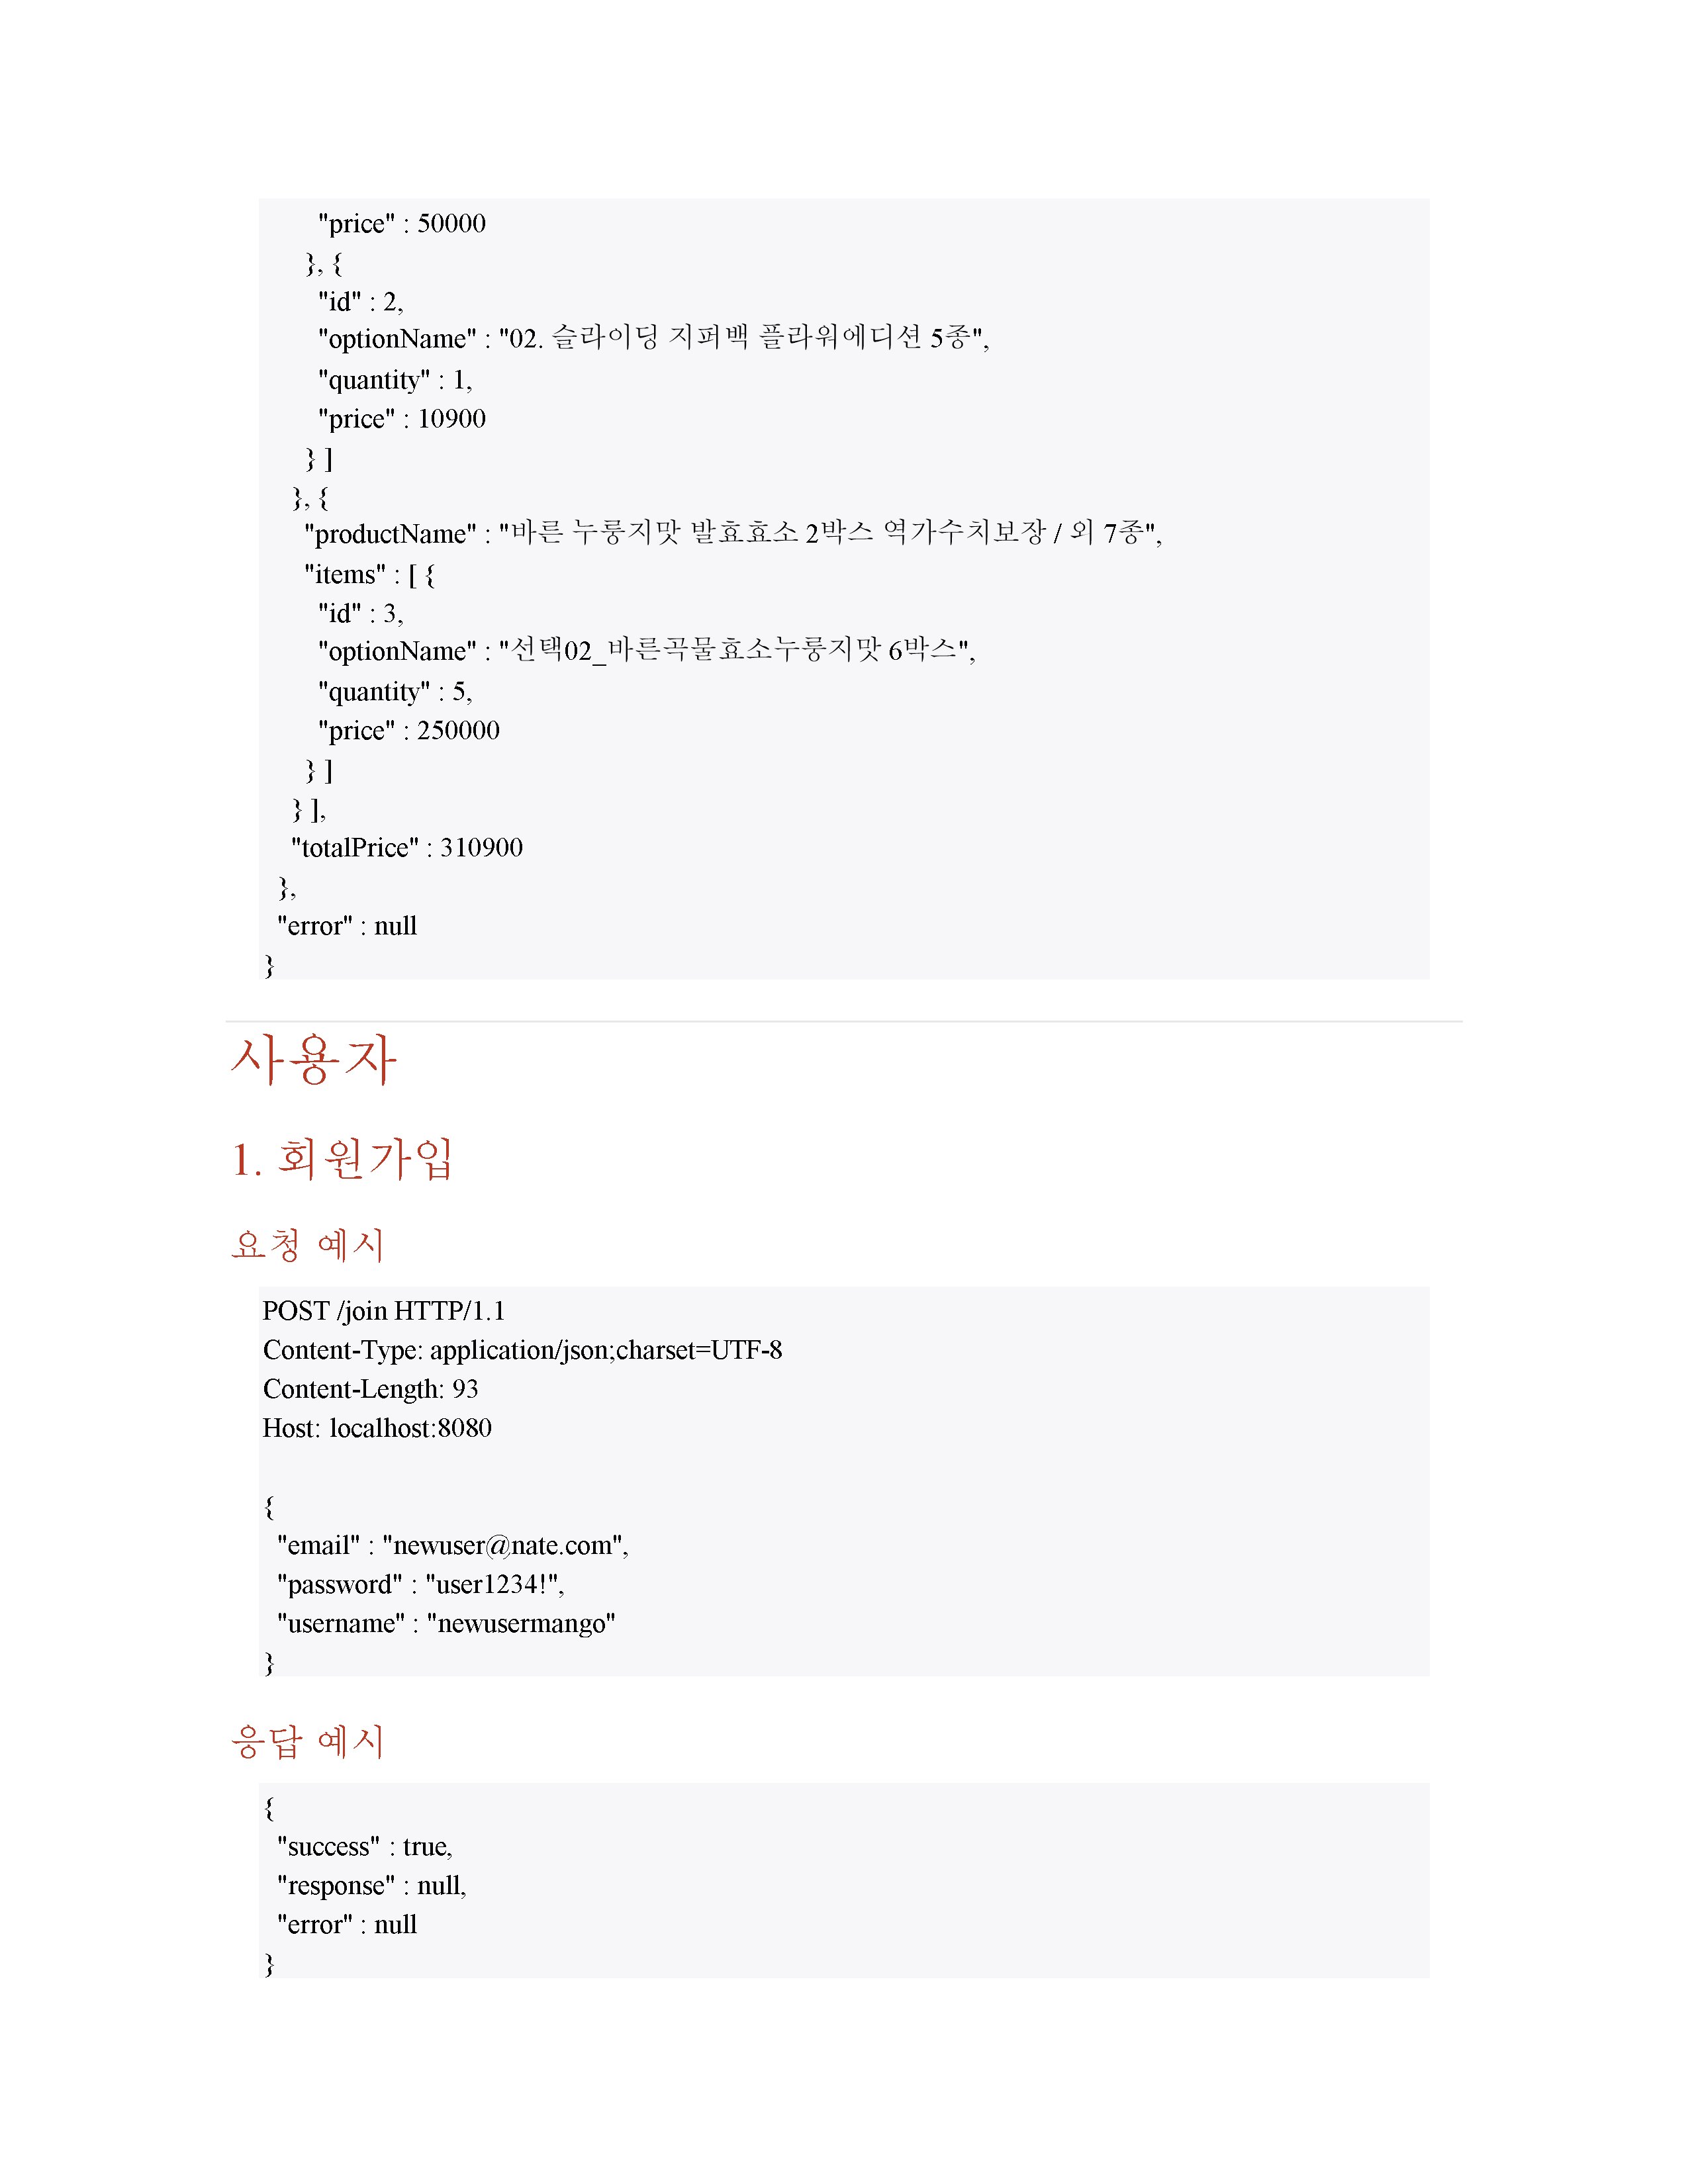 "price" : 50000
}, {
"id" : 2,
"optionName" : "02. 슬라이딩 지퍼백 플라워에디션 5종",
"quantity" : 1,
"price" : 10900
} ]
}, {
"productName" : "바른 누룽지맛 발효효소 2박스 역가수치보장 / 외 7종",
"items" : [ {
"id" : 3,
"optionName" : "선택02_바른곡물효소누룽지맛 6박스",
"quantity" : 5,
"price" : 250000
} ]
} ],
"totalPrice" : 310900
},
"error" : null
}
사용자
1. 회원가입
요청 예시
POST /join HTTP/1.1
Content-Type: application/json;charset=UTF-8
Content-Length: 93
Host: localhost:8080
{
"email" : "newuser@nate.com",
"password" : "user1234!",
"username" : "newusermango"
}
응답 예시
{
"success" : true,
"response" : null,
"error" : null
}